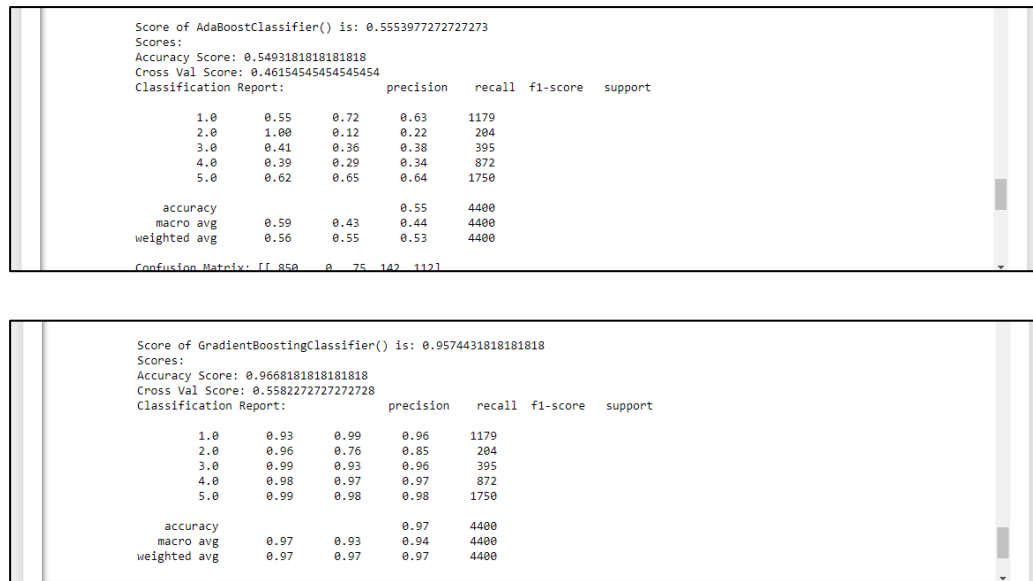 Score of AdaBoostClassifier() is: 0.5553977272727273
Scores:
Accuracy Score: 0.5493181818181818
Cross Val Score: 0.46154545454545454
Classification Report: precision recall f1-score support
1.0 0.55 0.72 0.63 1179
2.0 1.00 0.12 0.22 204
3.0 0.41 0.36 0.38 395
4.0 0.39 0.29 0.34 872
5.0 0.62 0.65 0.64 1750
accuracy 0.55 4400
macro avg 0.59 0.43 0.44 4400
weighted avg 0.56 0.55 0.53 4400
Confusion Matrix: [[ 850 0 75 142 112]
Score of GradientBoostingClassifier() is: 0.9574431818181818
Scores:
Accuracy Score: 0.9668181818181818
Cross Val Score: 0.5582272727272728
Classification Report: precision recall f1-score support
1.0 0.93 0.99 0.96 1179
2.0 0.96 0.76 0.85 204
3.0 0.99 0.93 0.96 395
4.0 0.98 0.97 0.97 872
5.0 0.99 0.98 0.98 1750
accuracy 0.97 4400
macro avg 0.97 0.93 0.94 4400
weighted avg 0.97 0.97 0.97 4400